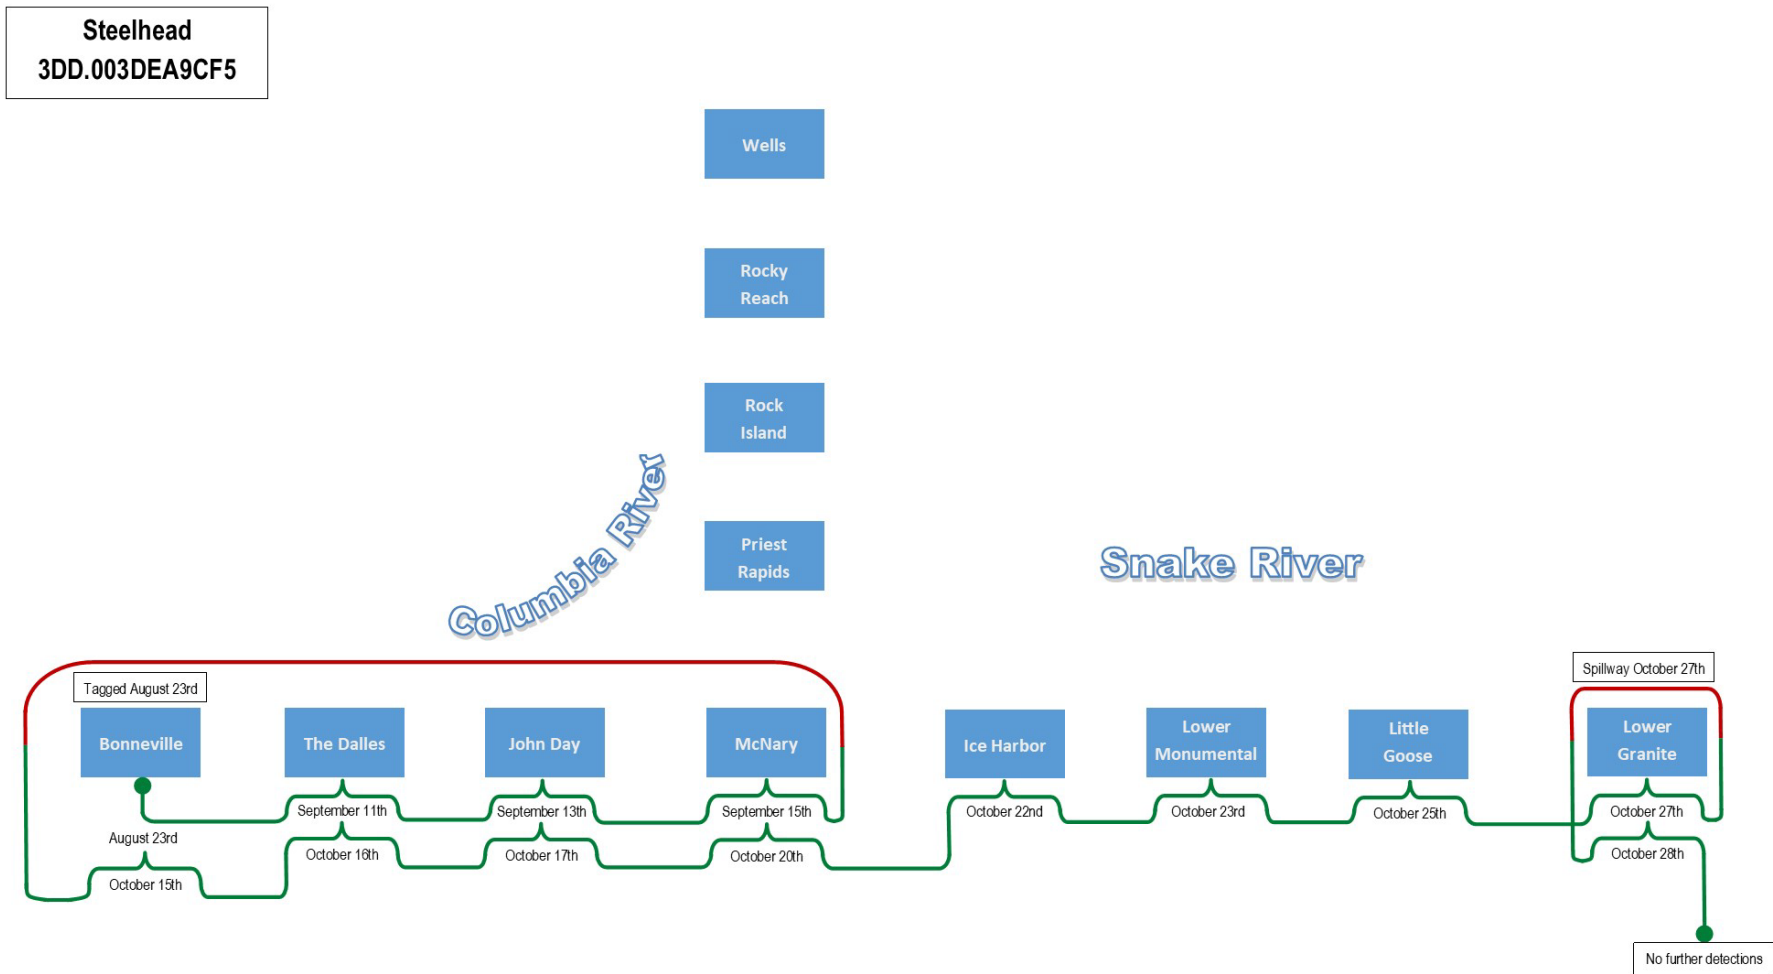 Steelhead
3DD.003DEA9CF5
Wells
Rocky
Reach
Rock
Island
Priest
Rapids
Columbia River
Snake River
Tagged August 23rd
Spillway October 27th
Bonneville
The Dalles
John Day
McNary
Ice Harbor
Lower
Monumental
Little
Goose
Lower
Granite
September 11th
September 13th
September 15th
October 22nd
October 23rd
October 25th
October 27th
August 23rd
October 16th
October 17th
October 20th
October 28th
October 15th
No further detections